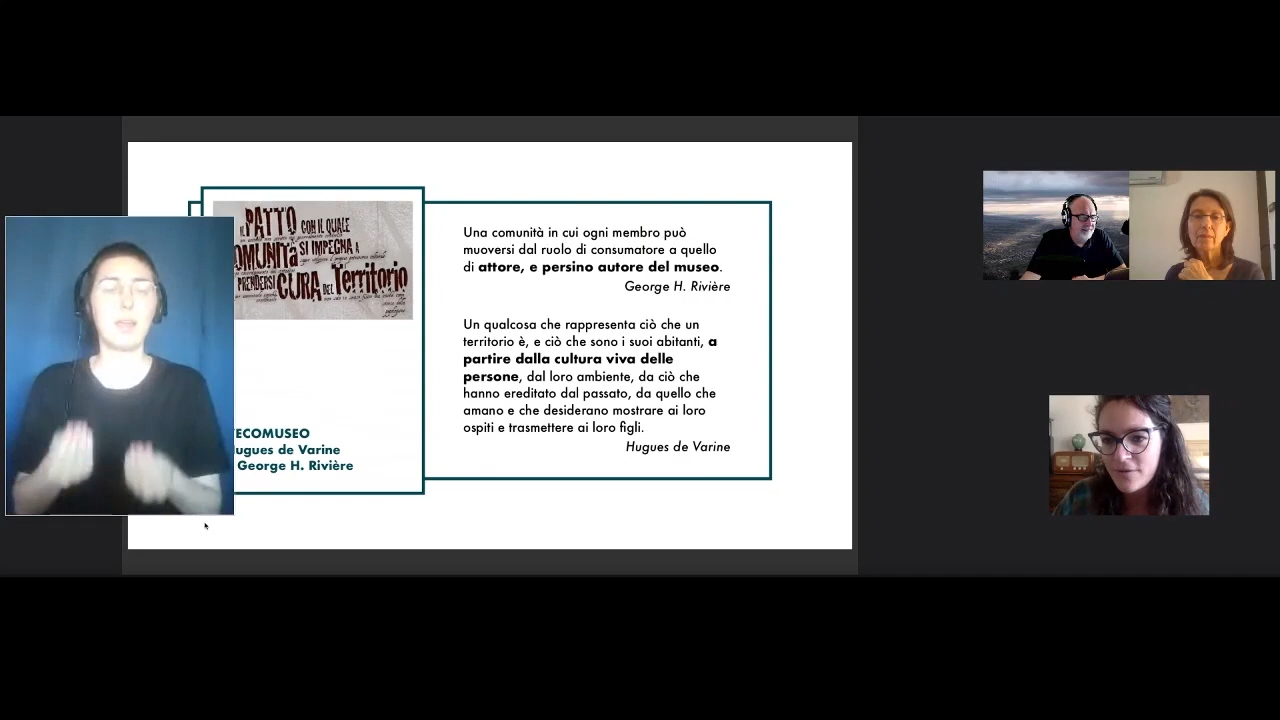 PATTO CON IL QUALE
SI IMPEGNA A
PRENDERSI CURA DEL Territorio
ECOMUSEO
Hugues de Varine
George H. Rivière
Una comunità in cui ogni membro può
muoversi dal ruolo di consumatore a quello
di attore, e persino autore del museo.
George H. Rivière
Un qualcosa che rappresenta ciò che un
territorio è, e ciò che sono i suoi abitanti, a
partire dalla cultura viva delle
persone, dal loro ambiente, da ciò che
hanno ereditato dal passato, da quello che
amano e che desiderano mostrare ai loro
ospiti e trasmettere ai loro figli.
Hugues de Varine